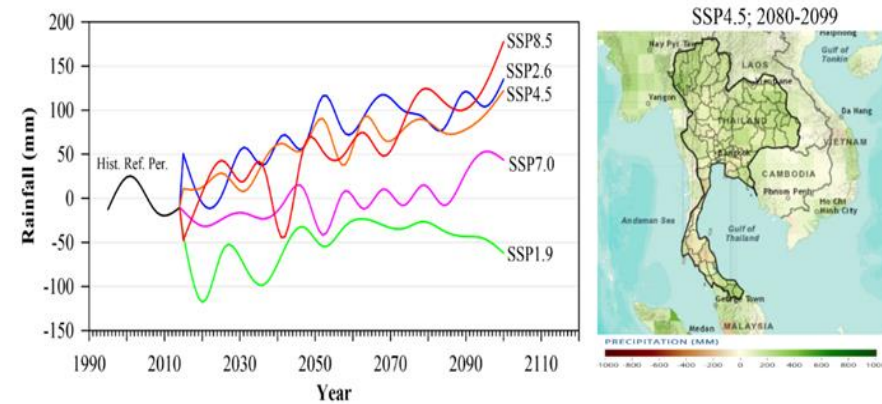 SSP4.5; 2080-2099
200
150
100
50
0
-50
-100
-150
Rainfall (mm)
Hist. Ref. Per.
SSP8.5
SSP2.6
SSP4.5
SSP7.0
SSP1.9
1990
2010
2030
2050
2070
2090
2110
Year
Haiphong
Nay Pyi Taw
Gulf of
Tonkin
LAOS
Vientiane
Yangon
Da Nang
THAILAND
VIETNAM
Bangkok
CAMBODIA
Phnom Penh
Ho Chi
Minh City
Andaman Sea
Gulf of
Thailand
George Town
Medan
MALAYSIA
PRECIPITATION (MM)
-1000 -800 -600 -400 -200 0 200 400 600 800